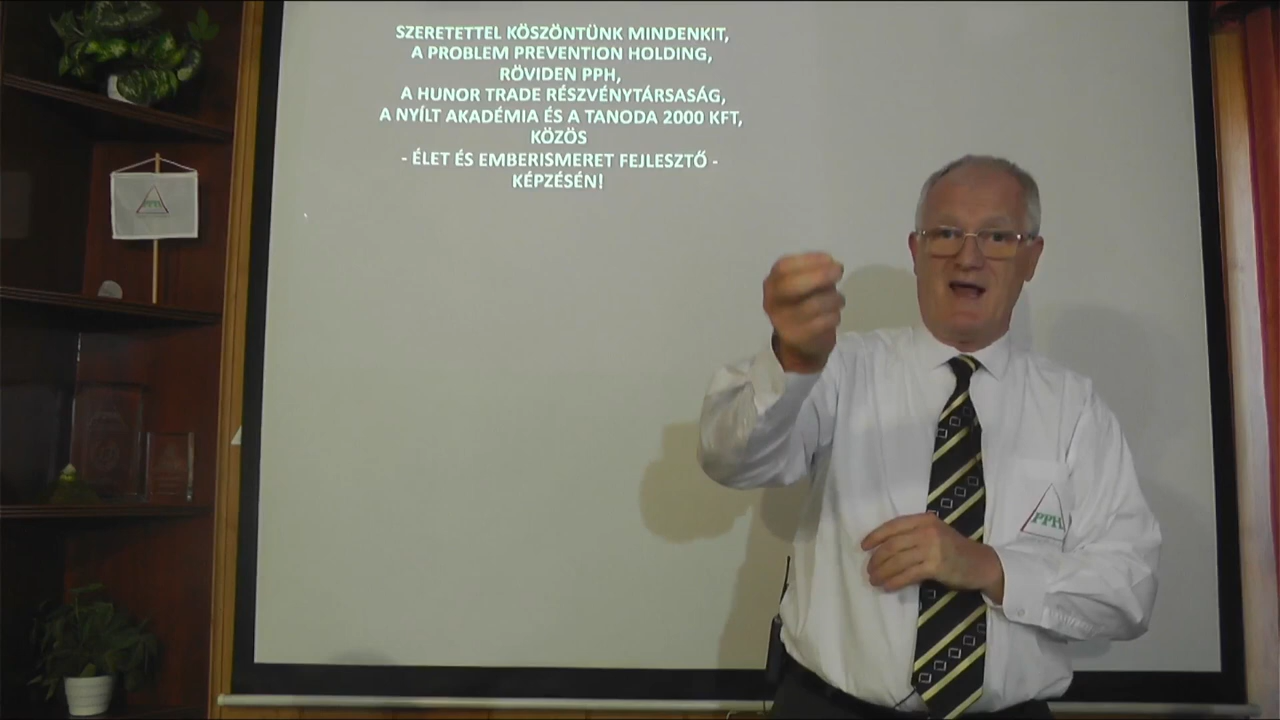 SZERETETTEL KÖSZÖNTÜNK MINDENKIT,
A PROBLEM PREVENTION HOLDING,
RÖVIDEN PPH,
A HUNOR TRADE RÉSZVÉNYTÁRSASÁG,
A NYÍLT AKADÉMIA ÉS A TANODA 2000 KFT,
KÖZÖS
- ÉLET ÉS EMBERISMERET FEJLESZTŐ -
KÉPZÉSÉN!
PPH
PPH